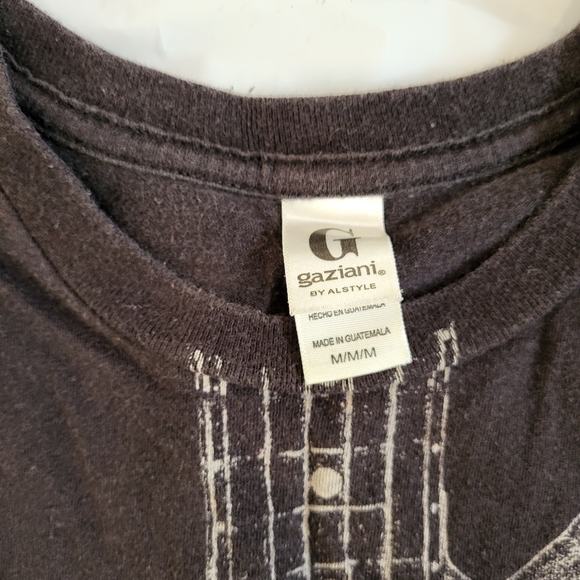 G
gaziani®
BY ALSTYLE
HECHO EN GUATEMALA
MADE IN GUATEMALA
M/M/M